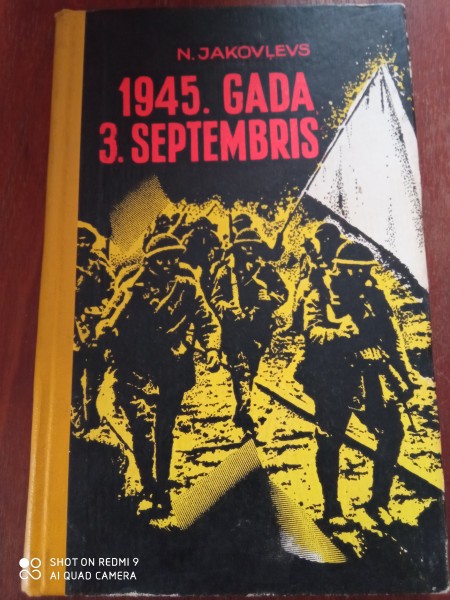 N. JAKOVĻEVS
1945. GADA
3. SEPTEMBRIS
SHOT ON REDMI 9
AI QUAD CAMERA